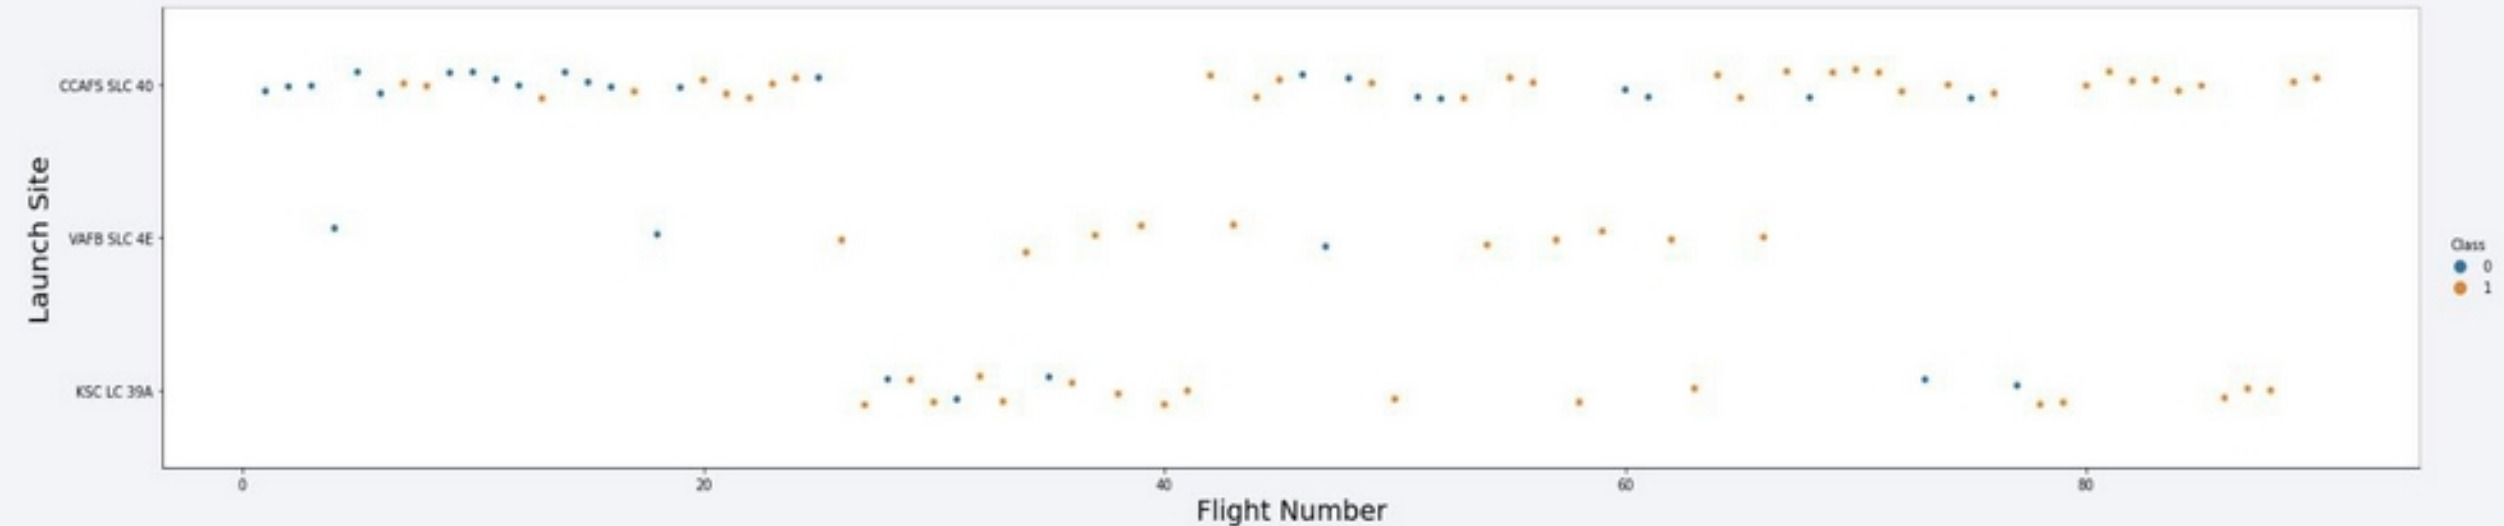 CCAFS SLC 40
VAFB SLC 4E
KSC LC 39A
Launch Site
0 20 40 60 80
Flight Number
Class
0
1